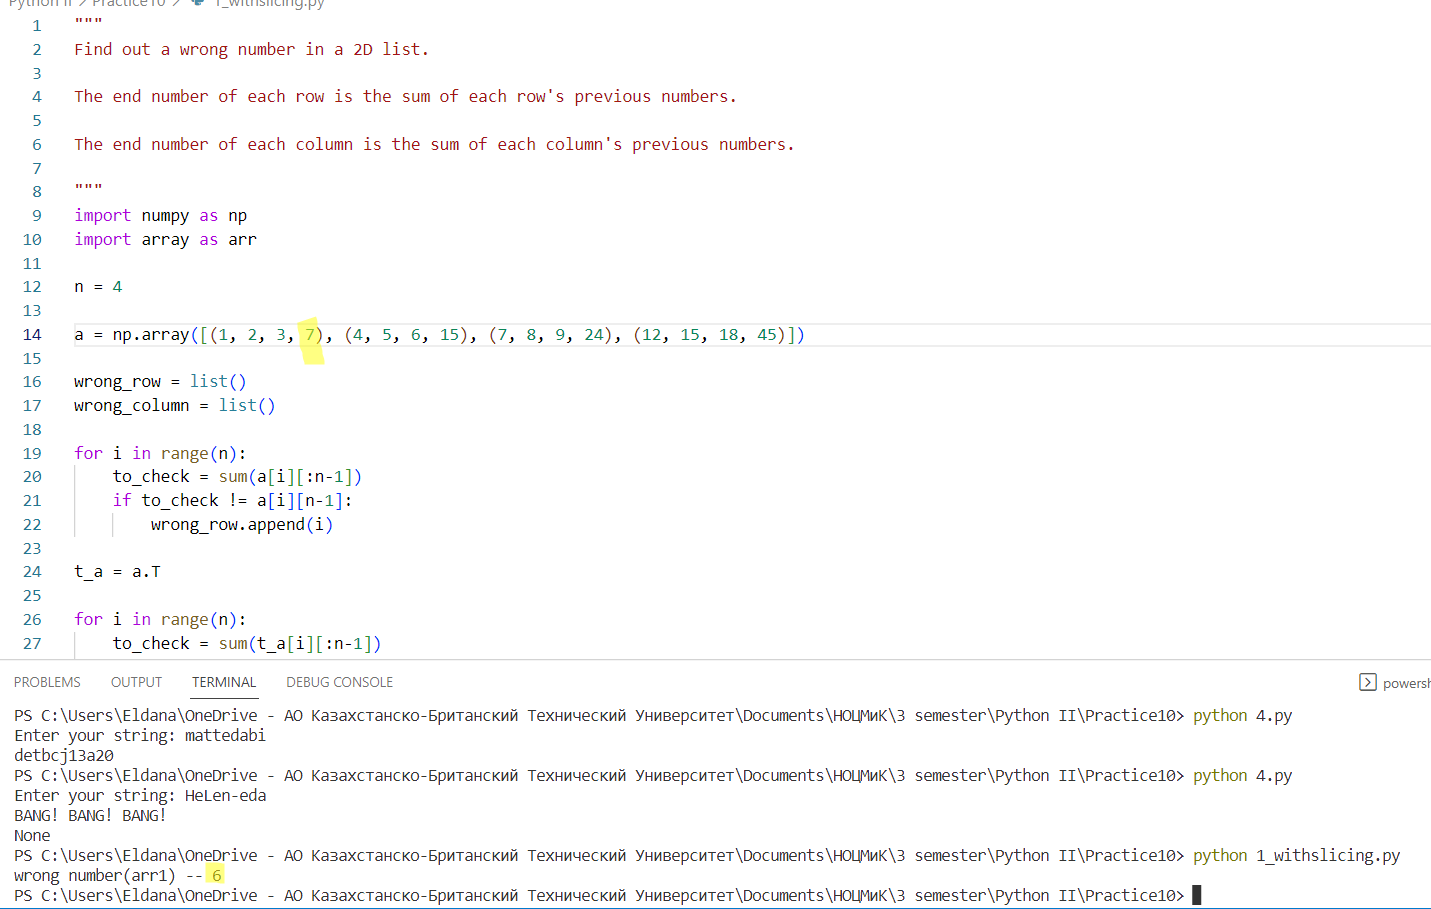 Python II > Practice10 > 1_withslicing.py
1 """
2 Find out a wrong number in a 2D list.
3
4 The end number of each row is the sum of each row's previous numbers.
5
6 The end number of each column is the sum of each column's previous numbers.
7
8 """
9 import numpy as np
10 import array as arr
11
12 n = 4
13
14 a = np.array([(1, 2, 3, 7), (4, 5, 6, 15), (7, 8, 9, 24), (12, 15, 18, 45)])
15
16 wrong_row = list()
17 wrong_column = list()
18
19 for i in range(n):
20 to_check = sum(a[i][:n-1])
21 if to_check != a[i][n-1]:
22 wrong_row.append(i)
23
24 t_a = a.T
25
26 for i in range(n):
27 to_check = sum(t_a[i][:n-1])
PROBLEMS OUTPUT TERMINAL DEBUG CONSOLE powersh
PS C:\Users\Eldana\OneDrive - АО Казахстанско-Британский Технический Университет\Documents\НОЦМиК\3 semester\Python II\Practice10> python 4.py
Enter your string: mattedabi
detbcj13a20
PS C:\Users\Eldana\OneDrive - АО Казахстанско-Британский Технический Университет\Documents\НОЦМиК\3 semester\Python II\Practice10> python 4.py
Enter your string: HeLen-eda
BANG! BANG! BANG!
None
PS C:\Users\Eldana\OneDrive - АО Казахстанско-Британский Технический Университет\Documents\НОЦМиК\3 semester\Python II\Practice10> python 1_withslicing.py
wrong number(arr1) -- 6
PS C:\Users\Eldana\OneDrive - АО Казахстанско-Британский Технический Университет\Documents\НОЦМиК\3 semester\Python II\Practice10>